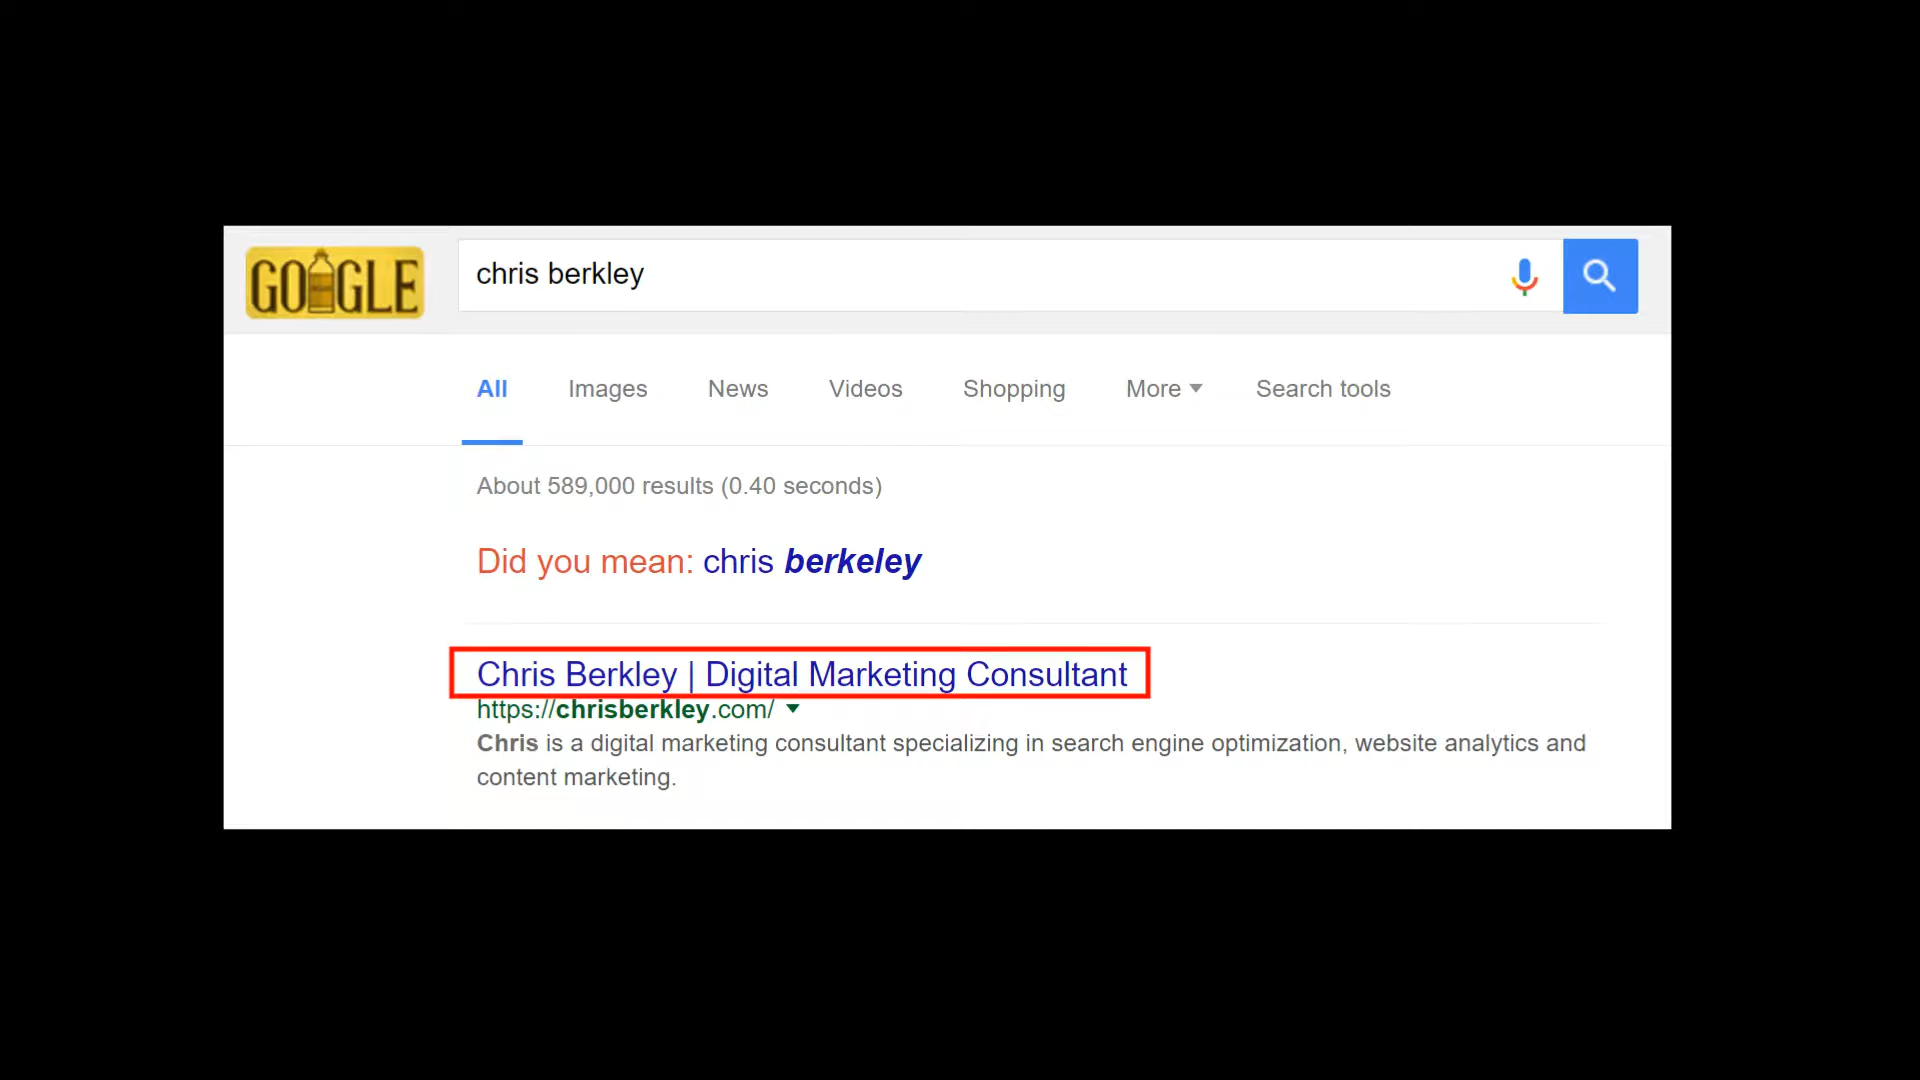 GOOGLE
chris berkley
All Images News Videos Shopping More Search tools
About 589,000 results (0.40 seconds)
Did you mean: chris berkeley
Chris Berkley | Digital Marketing Consultant
https://chrisberkley.com/
Chris is a digital marketing consultant specializing in search engine optimization, website analytics and
content marketing.